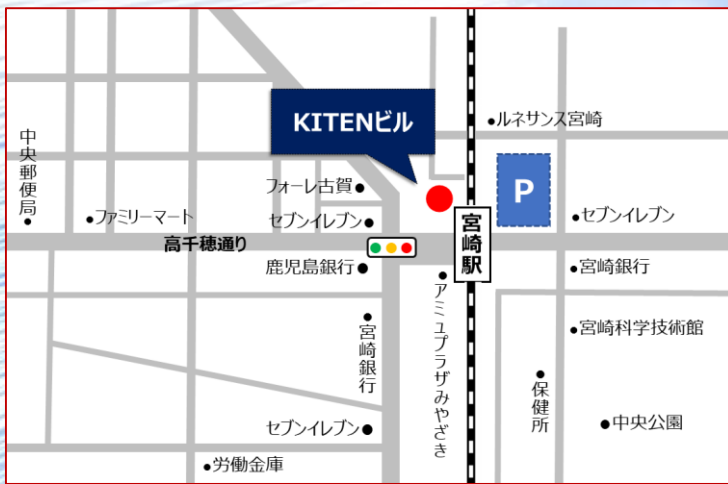 KITENビル
●ルネサンス宮崎
中央郵便局
フォーレ古賀●
P
●ファミリーマート
セブンイレブン●
●セブンイレブン
高千穂通り
宮崎駅
鹿児島銀行●
●宮崎銀行
アミュプラザみやざき
●宮崎銀行
●宮崎科学技術館
●保健所
セブンイレブン●
●中央公園
●労働金庫